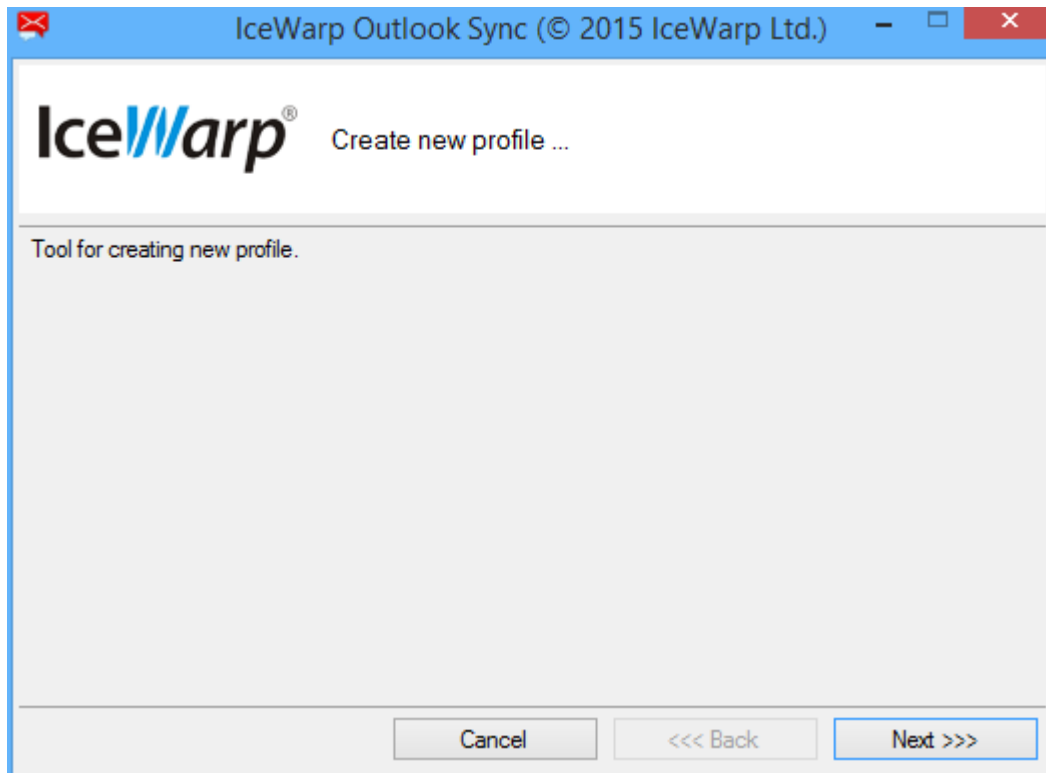 IceWarp Outlook Sync (© 2015 IceWarp Ltd.)
IceWarp®
Create new profile ...
Tool for creating new profile.
Cancel
<<< Back
Next >>>